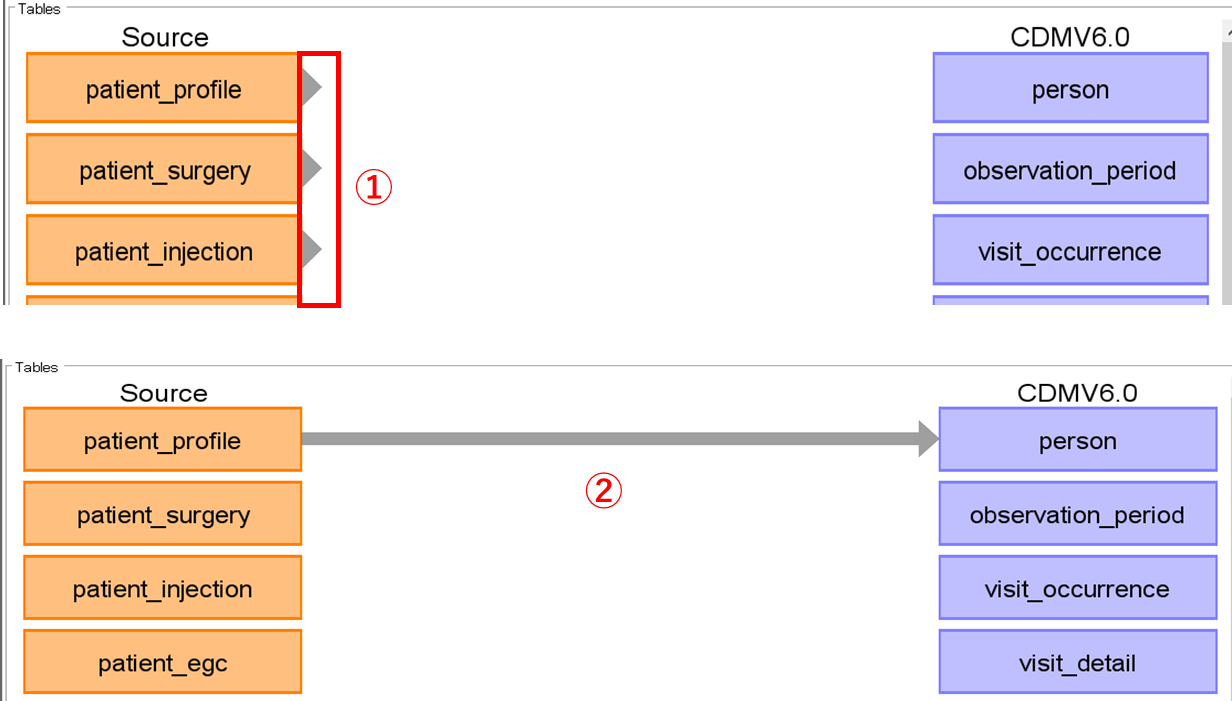 Tables
Source CDMV6.0
patient_profile person
patient_surgery observation_period
①
patient_injection visit_occurrence
Tables
Source CDMV6.0
patient_profile person
②
patient_surgery observation_period
patient_injection visit_occurrence
patient_egc visit_detail